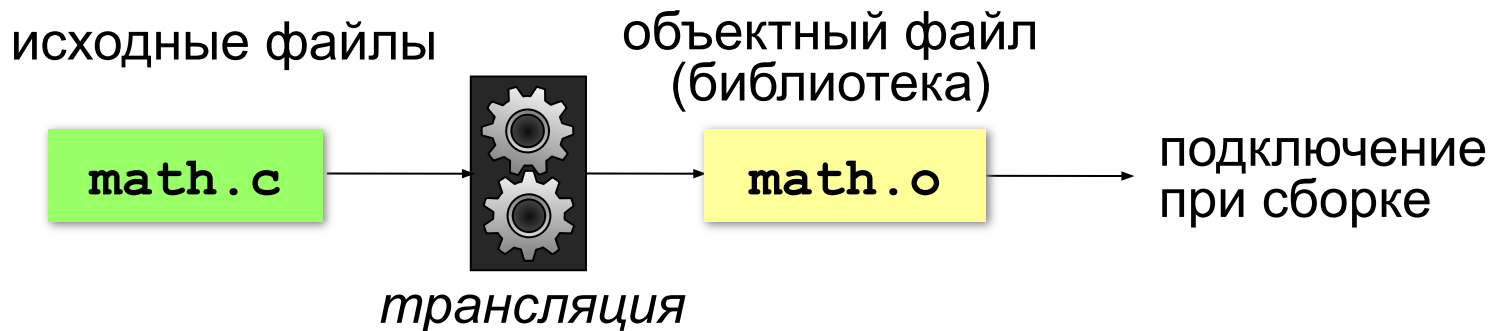 исходные файлы
объектный файл
(библиотека)
math.c
math.o
подключение
при сборке
трансляция